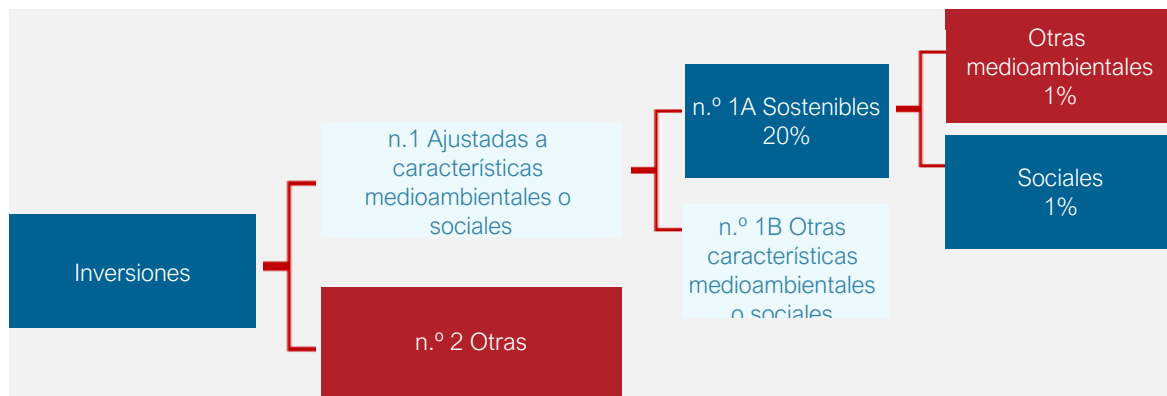 Inversiones
n.1 Ajustadas a
características
medioambientales o
sociales
n.º 2 Otras
n.º 1A Sostenibles
20%
n.º 1B Otras
características
medioambientales
o sociales
Otras
medioambientales
1%
Sociales
1%